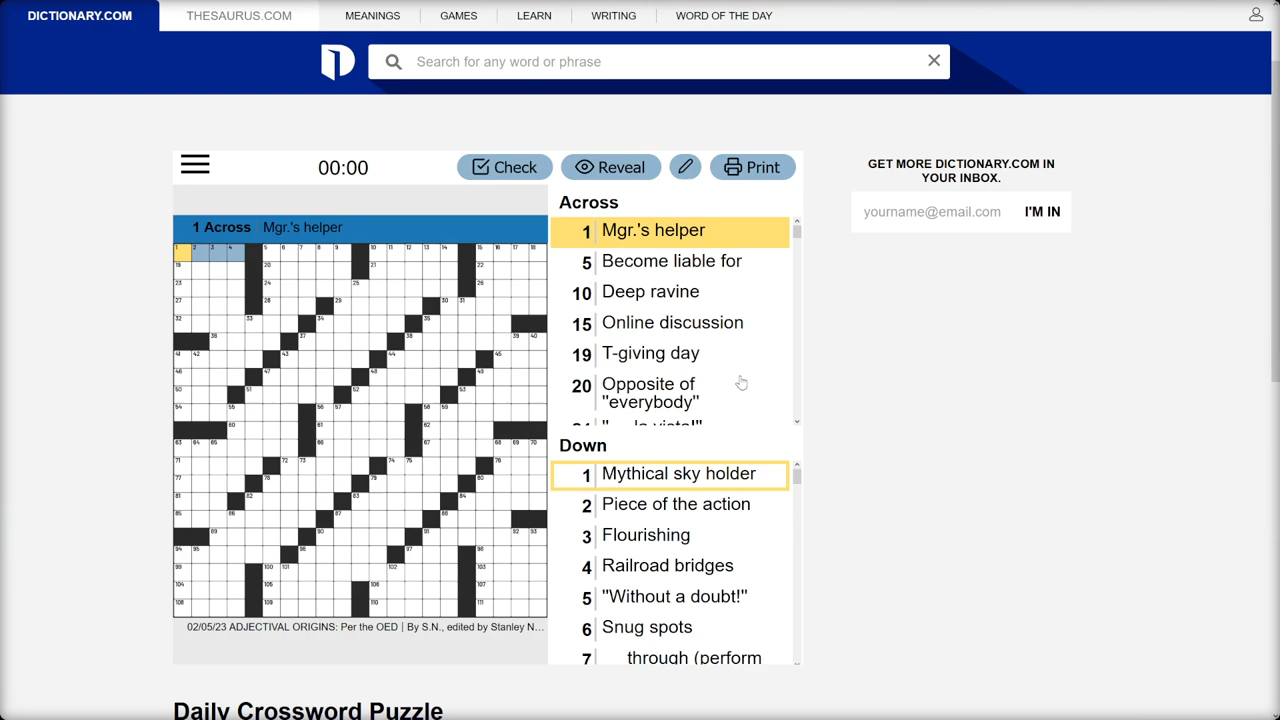 DICTIONARY.COM
THESAURUS.COM
MEANINGS
GAMES
LEARN
WRITING
WORD OF THE DAY
Search for any word or phrase
00:00
Check
Reveal
Print
1 Across
Mgr.'s helper
Across
1 Mgr.'s helper
5 Become liable for
10 Deep ravine
15 Online discussion
19 T-giving day
20 Opposite of
"everybody"
Down
1 Mythical sky holder
2 Piece of the action
3 Flourishing
4 Railroad bridges
5 "Without a doubt!"
6 Snug spots
7 through (perform
GET MORE DICTIONARY.COM IN
YOUR INBOX.
yourname@email.com
I'M IN
02/05/23 ADJECTIVAL ORIGINS: Per the OED | By S.N., edited by Stanley N...
Daily Crossword Puzzle